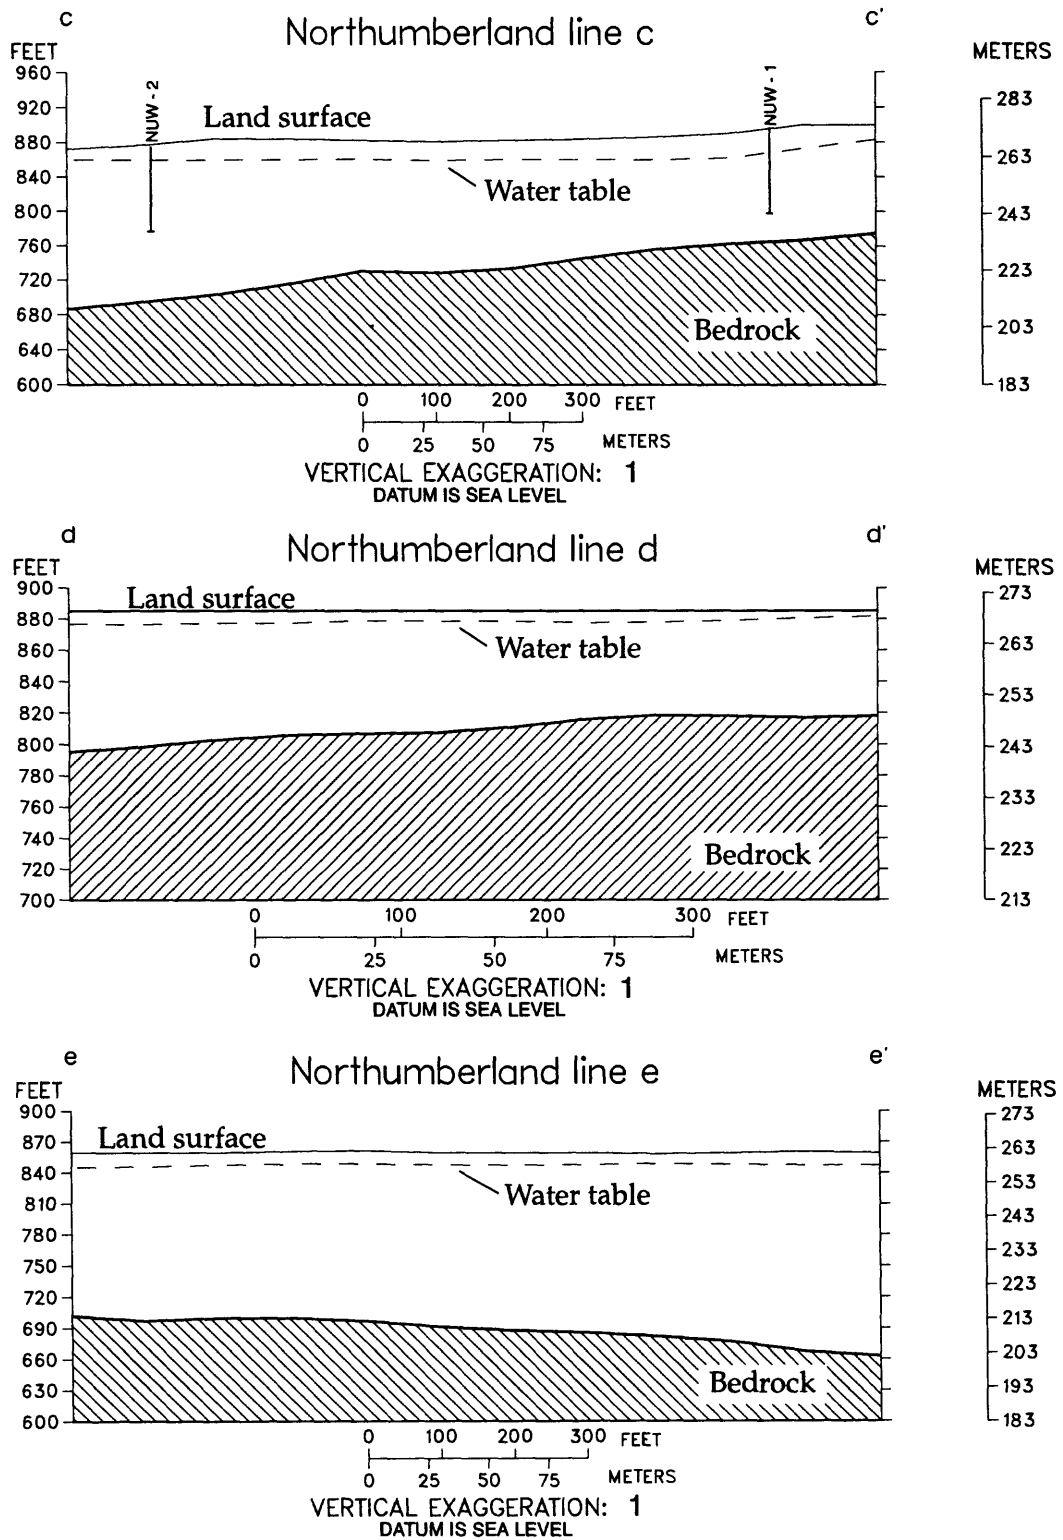 c c'
Northumberland line c
FEET METERS
960
920
880
840
800
760
720
680
640
600
NUW - 2
NUW - 1
Land surface
Water table
Bedrock
283
263
243
223
203
183
0 100 200 300 FEET
0 25 50 75 METERS
VERTICAL EXAGGERATION: 1
DATUM IS SEA LEVEL
d d'
Northumberland line d
FEET METERS
900
880
860
840
820
800
780
760
740
720
700
Land surface
Water table
Bedrock
273
263
253
243
233
223
213
0 100 200 300 FEET
0 25 50 75 METERS
VERTICAL EXAGGERATION: 1
DATUM IS SEA LEVEL
e e'
Northumberland line e
FEET METERS
900
870
840
810
780
750
720
690
660
630
600
Land surface
Water table
Bedrock
273
263
253
243
233
223
213
203
193
183
0 100 200 300 FEET
0 25 50 75 METERS
VERTICAL EXAGGERATION: 1
DATUM IS SEA LEVEL